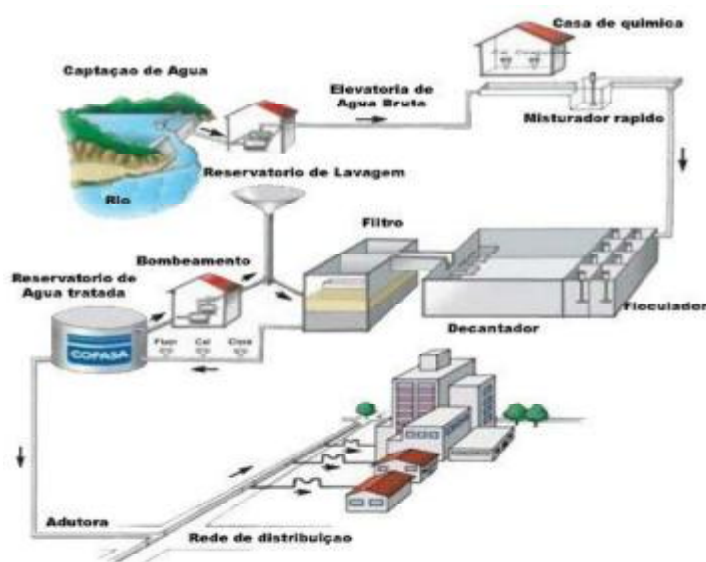 Casa de quimica
Captaçao de Agua
Elevatoria de
Agua Bruta
Misturador rapido
Reservatorio de Lavagem
Rio
Filtro
Bombeamento
Reservatorio de
Agua tratada
Floculador
Fluor Cal Cloro
Decantador
COPASA
Adutora
Rede de distribuiçao